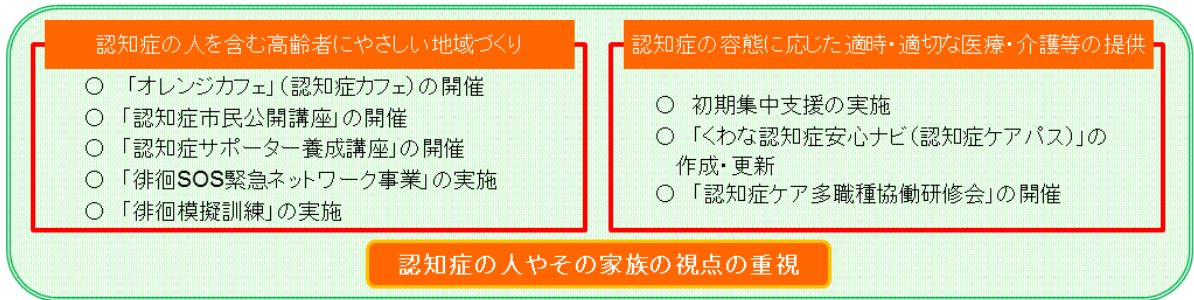 認知症の人を含む高齢者にやさしい地域づくり
○ 「オレンジカフェ」(認知症カフェ)の開催
○ 「認知症市民公開講座」の開催
○ 「認知症サポーター養成講座」の開催
○ 「徘徊SOS緊急ネットワーク事業」の実施
○ 「徘徊模擬訓練」の実施
認知症の容態に応じた適時・適切な医療・介護等の提供
○ 初期集中支援の実施
○ 「くわな認知症安心ナビ(認知症ケアパス)」の
作成・更新
○ 「認知症ケア多職種協働研修会」の開催
認知症の人やその家族の視点の重視